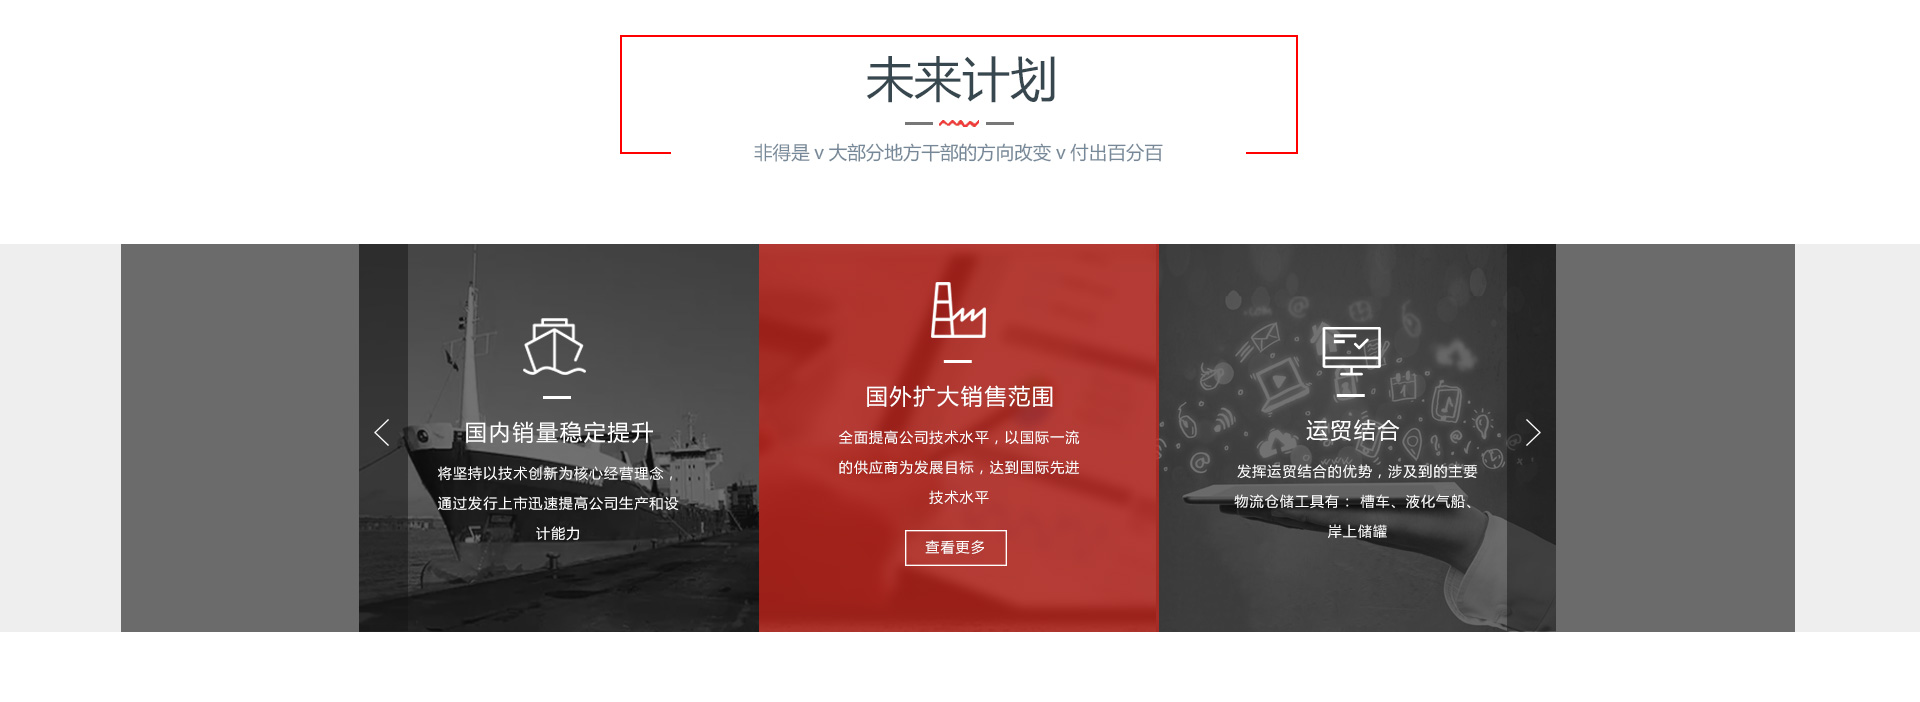 未来计划
非得是 v 大部分地方干部的方向改变 v 付出百分百
国内销量稳定提升
将坚持以技术创新为核心经营理念，
通过发行上市迅速提高公司生产和设
计能力
国外扩大销售范围
全面提高公司技术水平，以国际一流
的供应商为发展目标，达到国际先进
技术水平
查看更多
运贸结合
发挥运贸结合的优势，涉及到的主要
物流仓储工具有： 槽车、液化气船、
岸上储罐